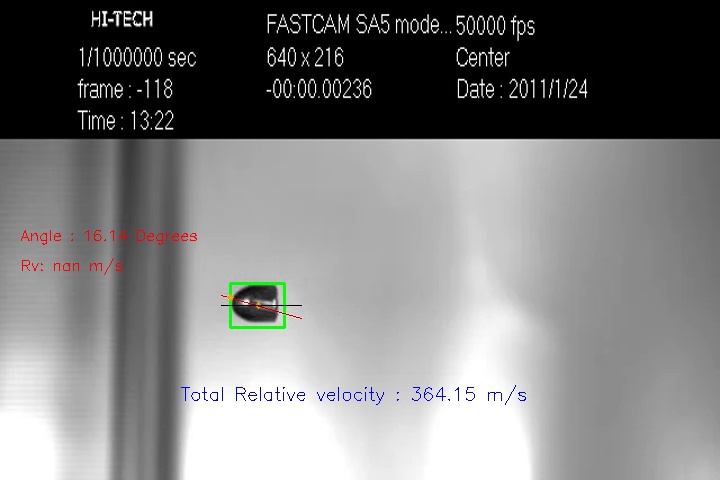 HI-TECH FASTCAM SA5 mode... 50000 fps
1/1000000 sec 640 x 216 Center
frame : -118 -00:00.00236 Date : 2011/1/24
Time : 13:22
Angle : 16.14 Degrees
Rv: nan m/s
Total Relative velocity : 364.15 m/s